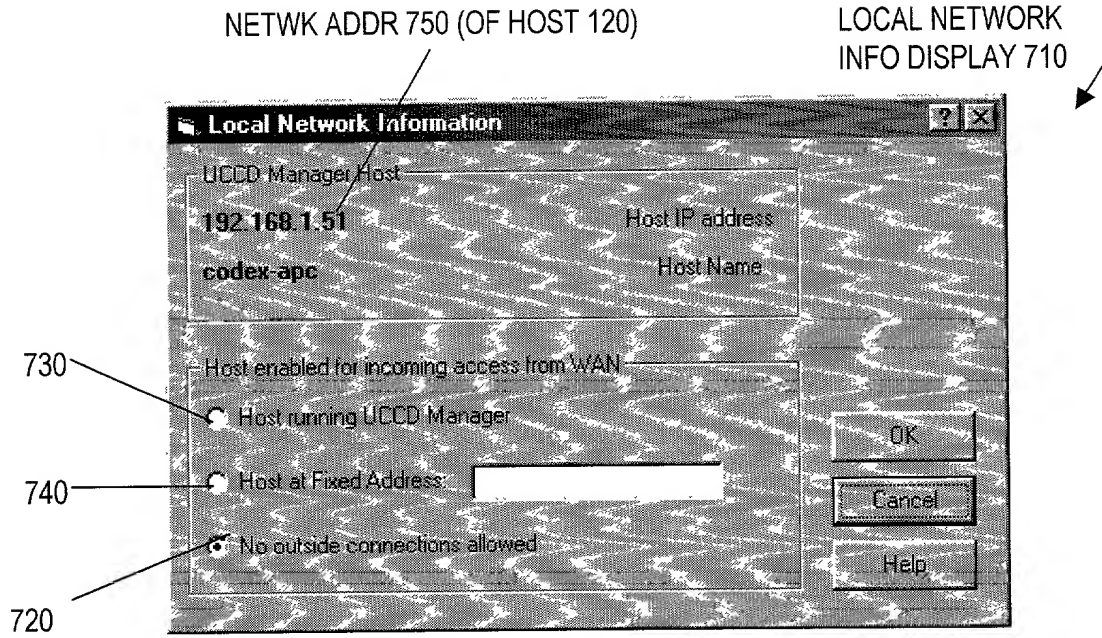 NETWK ADDR 750 (OF HOST 120)
LOCAL NETWORK
INFO DISPLAY 710
Local Network Information
UCCD Manager Host
192.168.1.51 Host IP address
codex-apc Host Name
730
Host enabled for incoming access from WAN
Host running UCCD Manager
OK
740
Host at Fixed Address:
Cancel
No outside connections allowed
Help
720